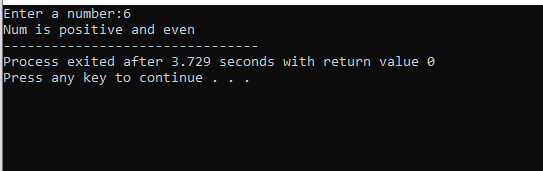 Enter a number:6
Num is positive and even
--------------------------------
Process exited after 3.729 seconds with return value 0
Press any key to continue . . .